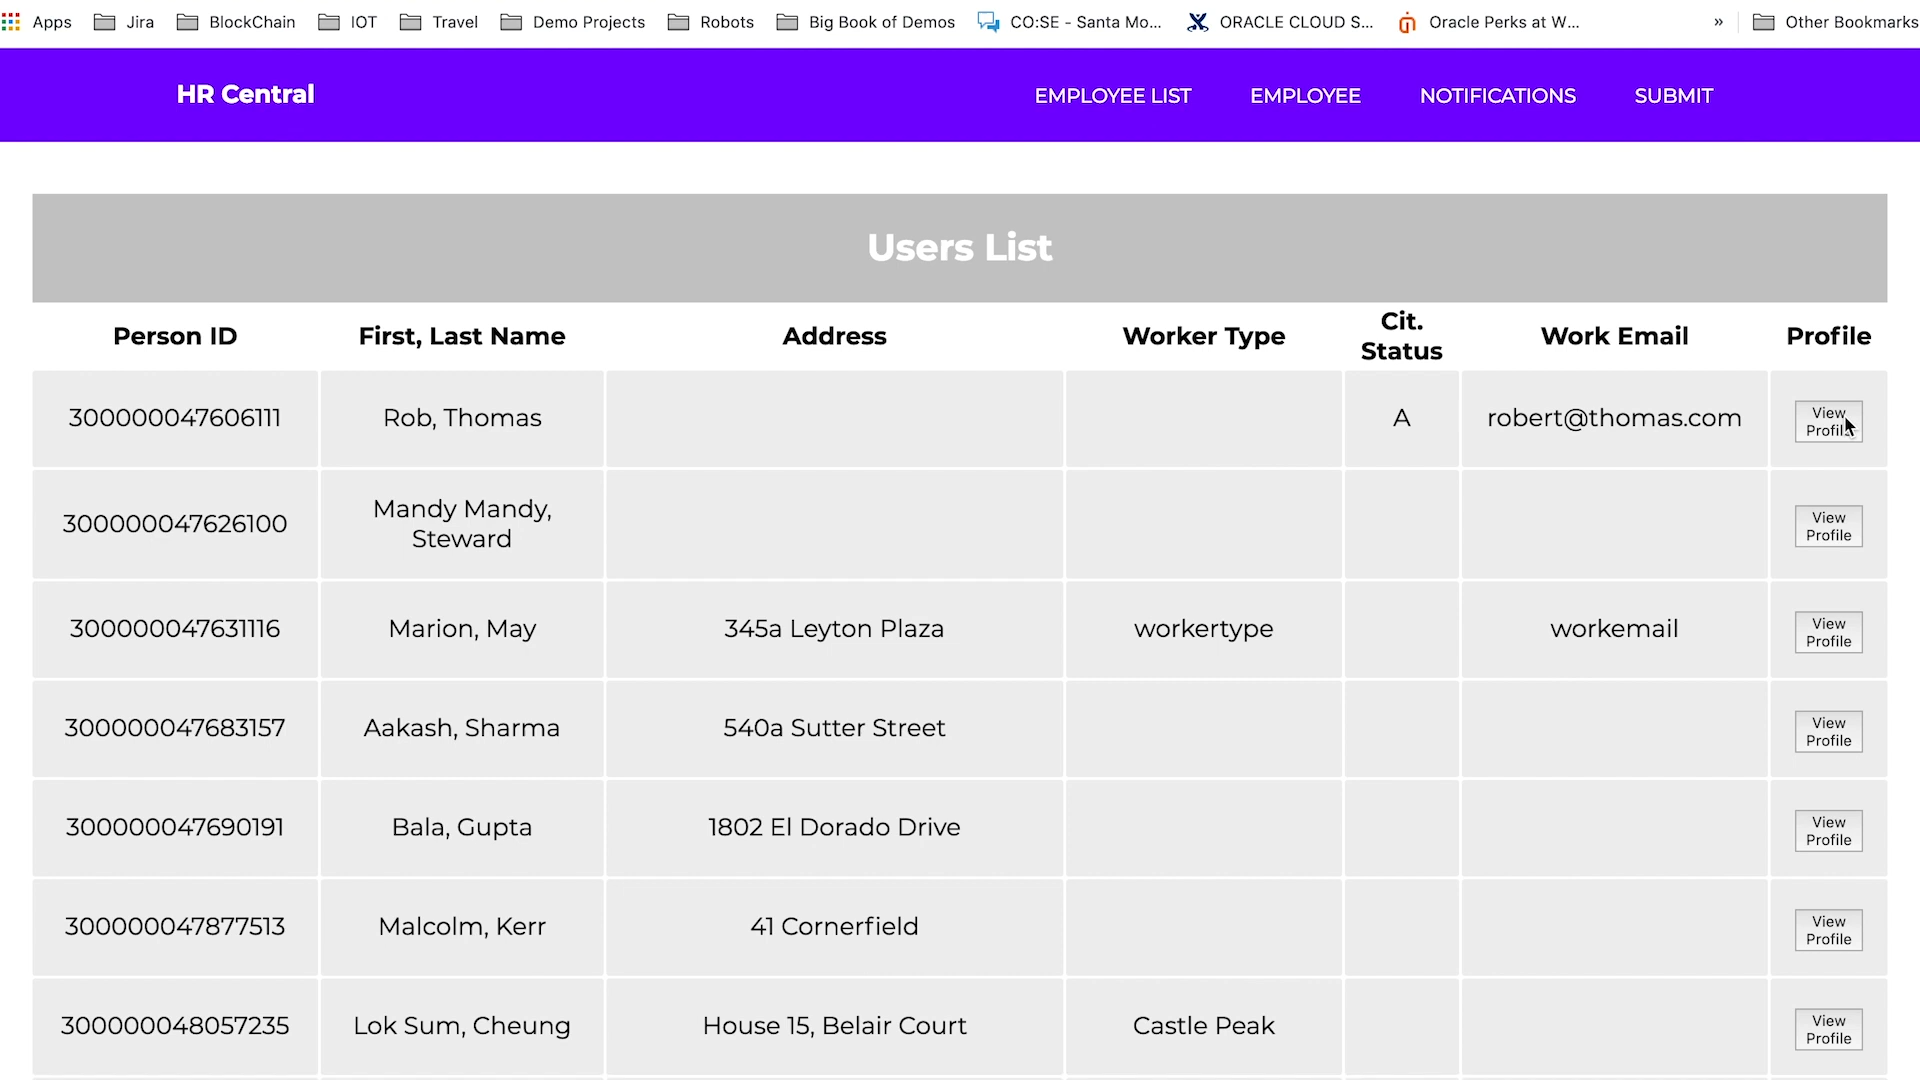 Apps Jira BlockChain IOT Travel Demo Projects Robots Big Book of Demos CO:SE - Santa Mo... ORACLE CLOUD S... Oracle Perks at W... » Other Bookmarks
HR Central EMPLOYEE LIST EMPLOYEE NOTIFICATIONS SUBMIT
Users List
Person ID First, Last Name Address Worker Type Cit. Status Work Email Profile
300000047606111 Rob, Thomas A robert@thomas.com View Profile
300000047626100 Mandy Mandy, Steward View Profile
300000047631116 Marion, May 345a Leyton Plaza workertype workemail View Profile
300000047683157 Aakash, Sharma 540a Sutter Street View Profile
300000047690191 Bala, Gupta 1802 El Dorado Drive View Profile
300000047877513 Malcolm, Kerr 41 Cornerfield View Profile
300000048057235 Lok Sum, Cheung House 15, Belair Court Castle Peak View Profile